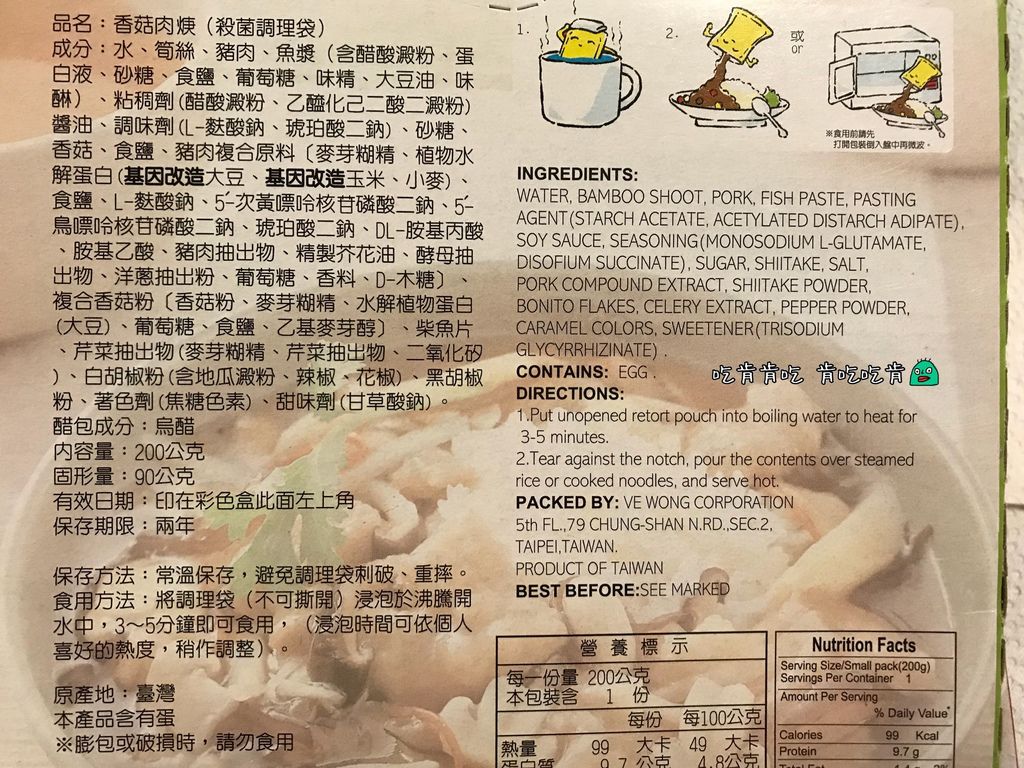 品名：香菇肉焿（殺菌調理袋）
成分：水、筍絲、豬肉、魚漿（含醋酸澱粉、蛋
白液、砂糖、食鹽、葡萄糖、味精、大豆油、味
醂）、粘稠劑(醋酸澱粉、乙醯化己二酸二澱粉)
醬油、調味劑(L-麩酸鈉、琥珀酸二鈉)、砂糖、
香菇、食鹽、豬肉複合原料〔麥芽糊精、植物水
解蛋白(基因改造大豆、基因改造玉米、小麥)、
食鹽、L-麩酸鈉、5'-次黃嘌呤核苷磷酸二鈉、5'-
鳥嘌呤核苷磷酸二鈉、琥珀酸二鈉、DL-胺基丙酸
、胺基乙酸、豬肉抽出物、精製芥花油、酵母抽
出物、洋蔥抽出粉、葡萄糖、香料、D-木糖〕、
複合香菇粉〔香菇粉、麥芽糊精、水解植物蛋白
(大豆)、葡萄糖、食鹽、乙基麥芽醇〕、柴魚片
、芹菜抽出物(麥芽糊精、芹菜抽出物、二氧化矽
)、白胡椒粉(含地瓜澱粉、辣椒、花椒)、黑胡椒
粉、著色劑(焦糖色素)、甜味劑(甘草酸鈉)。
醋包成分：烏醋
內容量：200公克
固形量：90公克
有效日期：印在彩色盒此面左上角
保存期限：兩年
保存方法：常溫保存，避免調理袋刺破、重摔。
食用方法：將調理袋（不可撕開）浸泡於沸騰開
水中，3～5分鐘即可食用，（浸泡時間可依個人
喜好的熱度，稍作調整）。
原產地：臺灣
本產品含有蛋
※膨包或破損時，請勿食用
1.
2.
或
or
※食用前請先
打開包裝倒入盤中再微波。
INGREDIENTS:
WATER, BAMBOO SHOOT, PORK, FISH PASTE, PASTING
AGENT(STARCH ACETATE, ACETYLATED DISTARCH ADIPATE),
SOY SAUCE, SEASONING(MONOSODIUM L-GLUTAMATE,
DISOFIUM SUCCINATE), SUGAR, SHIITAKE, SALT,
PORK COMPOUND EXTRACT, SHIITAKE POWDER,
BONITO FLAKES, CELERY EXTRACT, PEPPER POWDER,
CARAMEL COLORS, SWEETENER(TRISODIUM
GLYCYRRHIZINATE) .
CONTAINS: EGG .
吃肯肯吃 肯吃吃肯
DIRECTIONS:
1.Put unopened retort pouch into boiling water to heat for
3-5 minutes.
2.Tear against the notch, pour the contents over steamed
rice or cooked noodles, and serve hot.
PACKED BY: VE WONG CORPORATION
5th FL.,79 CHUNG-SHAN N.RD.,SEC.2,
TAIPEI,TAIWAN.
PRODUCT OF TAIWAN
BEST BEFORE:SEE MARKED
營養標示
每一份量 200公克
本包裝含 1 份
每份 每100公克
熱量 99 大卡 49 大卡
蛋白質 9.7 公克 4.8公克
Nutrition Facts
Serving Size/Small pack(200g)
Servings Per Container 1
Amount Per Serving
% Daily Value*
Calories 99 Kcal
Protein 9.7 g